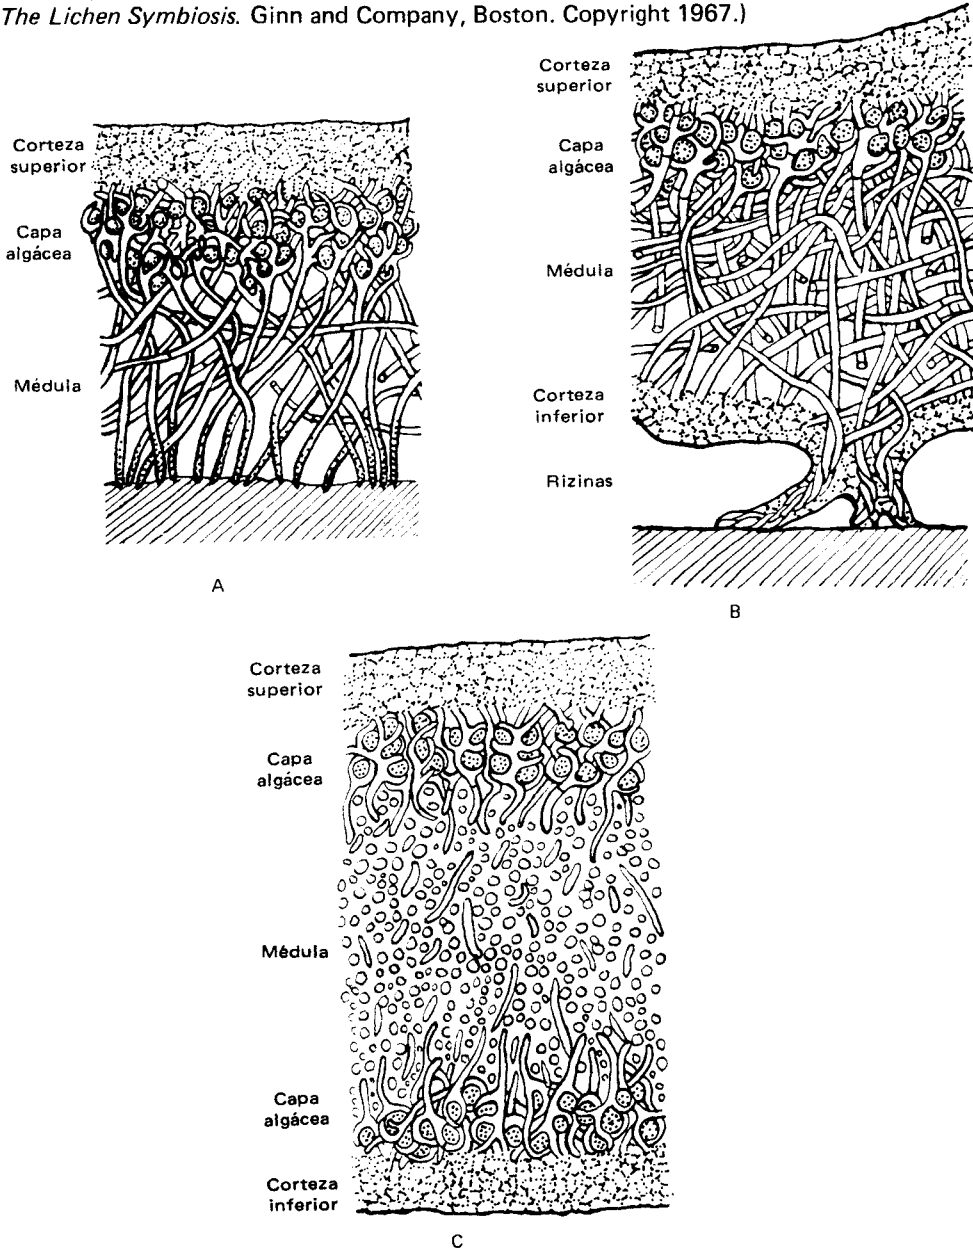 The Lichen Symbiosis. Ginn and Company, Boston. Copyright 1967.)
Corteza
superior
Capa
algácea
Médula
A
Corteza
superior
Capa
algácea
Médula
Corteza
inferior
Rizinas
B
Corteza
superior
Capa
algácea
Médula
Capa
algácea
Corteza
inferior
C